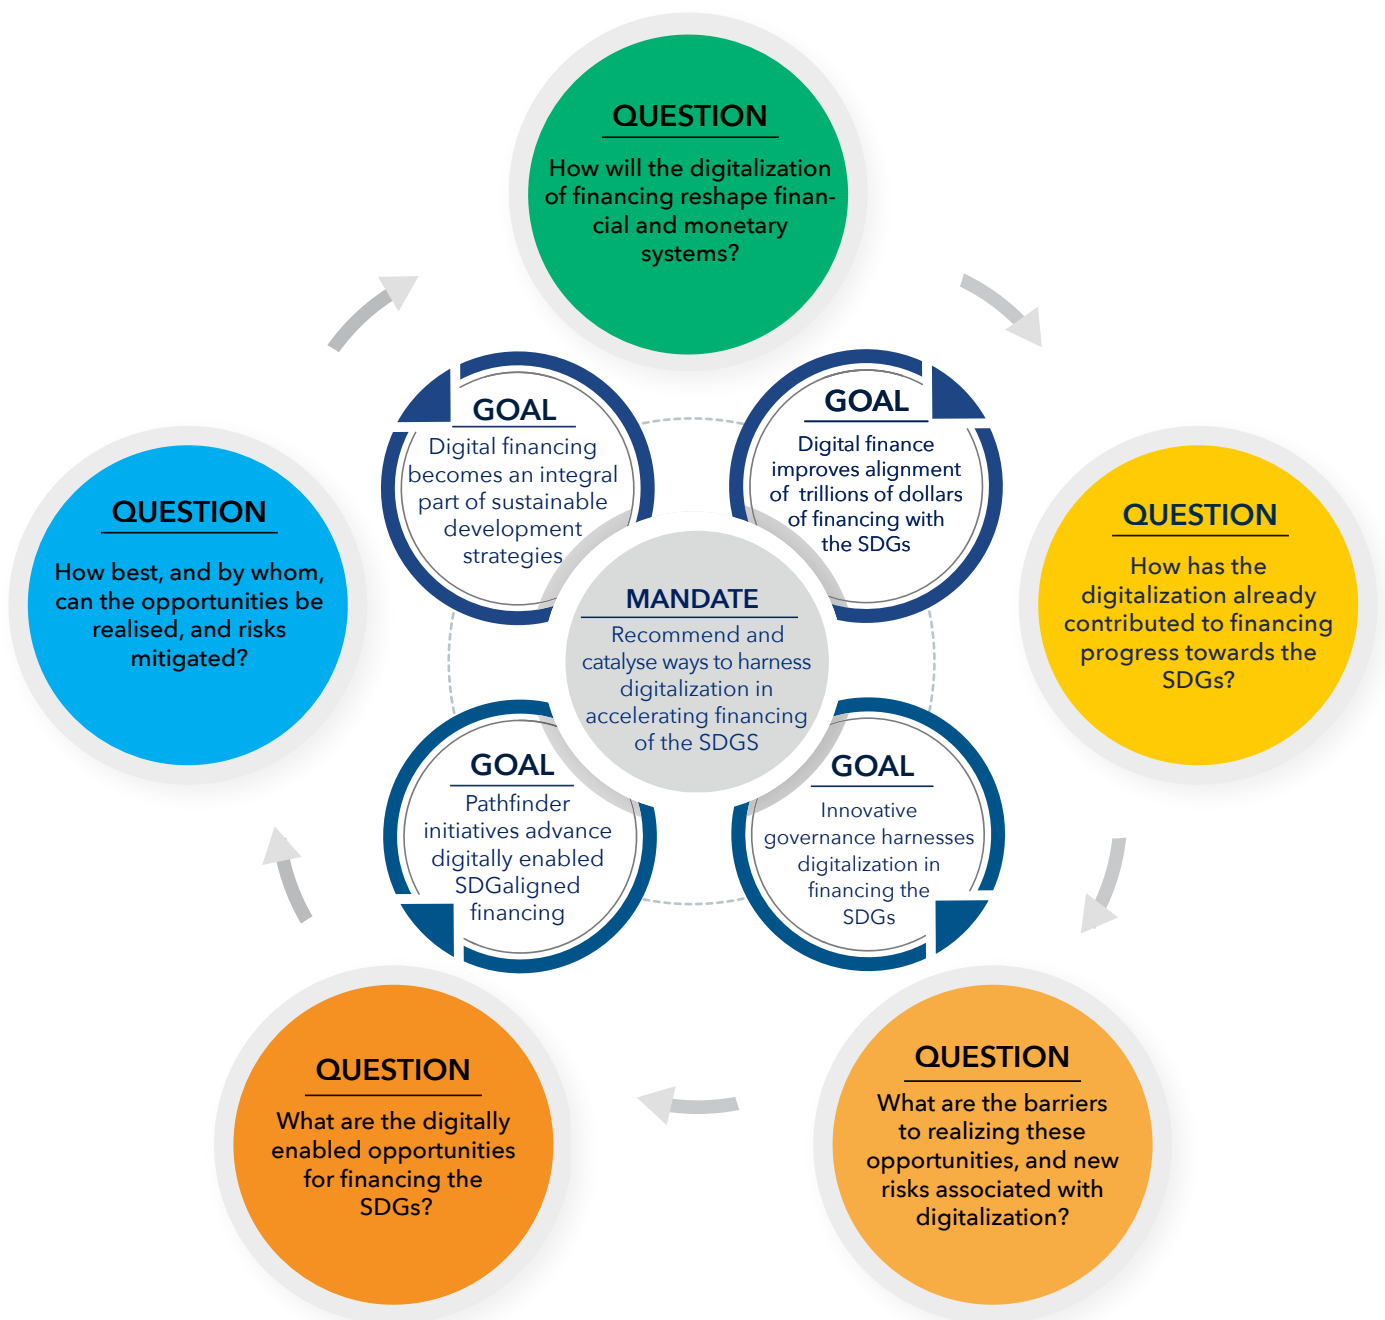 QUESTION
How will the digitalization
of financing reshape finan-
cial and monetary
systems?
GOAL
Digital financing
becomes an integral
part of sustainable
development
strategies
GOAL
Digital finance
improves alignment
of trillions of dollars
of financing with
the SDGs
QUESTION
How best, and by whom,
can the opportunities be
realised, and risks
mitigated?
MANDATE
Recommend and
catalyse ways to harness
digitalization in
accelerating financing
of the SDGS
QUESTION
How has the
digitalization already
contributed to financing
progress towards the
SDGs?
GOAL
Pathfinder
initiatives advance
digitally enabled
SDGaligned
financing
GOAL
Innovative
governance harnesses
digitalization in
financing the
SDGs
QUESTION
What are the digitally
enabled opportunities
for financing the
SDGs?
QUESTION
What are the barriers
to realizing these
opportunities, and new
risks associated with
digitalization?